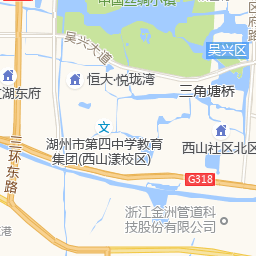 中国丝绸小镇
吴兴大道
吴兴区
恒大·悦珑湾
江湖东府
三角塘桥
湖州市第四中学教育
集团(西山漾校区)
西山社区北区
三环东路
G318
浙江金洲管道科
技股份有限公司